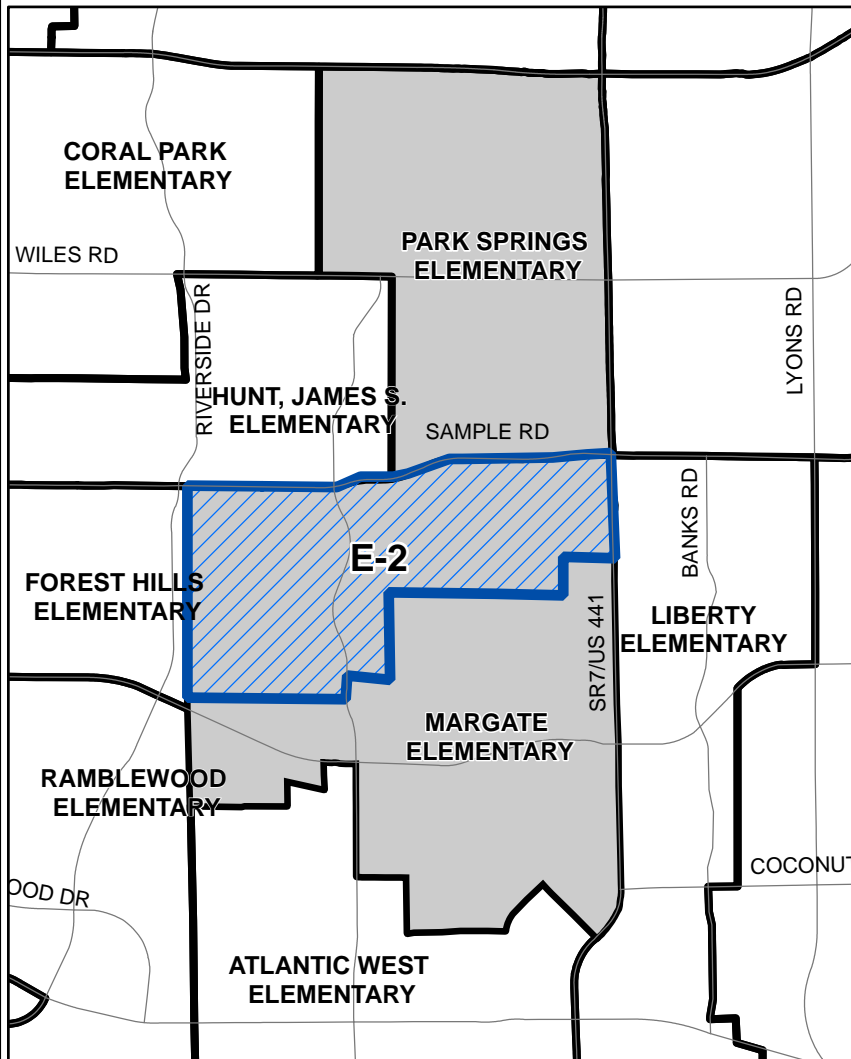 CORAL PARK
ELEMENTARY
PARK SPRINGS
ELEMENTARY
WILES RD
RIVERSIDE DR
LYONS RD
HUNT, JAMES S.
ELEMENTARY
SAMPLE RD
BANKS RD
E-2
FOREST HILLS
ELEMENTARY
LIBERTY
ELEMENTARY
SR7/US 441
MARGATE
ELEMENTARY
RAMBLEWOOD
ELEMENTARY
COCONUT
OOD DR
ATLANTIC WEST
ELEMENTARY